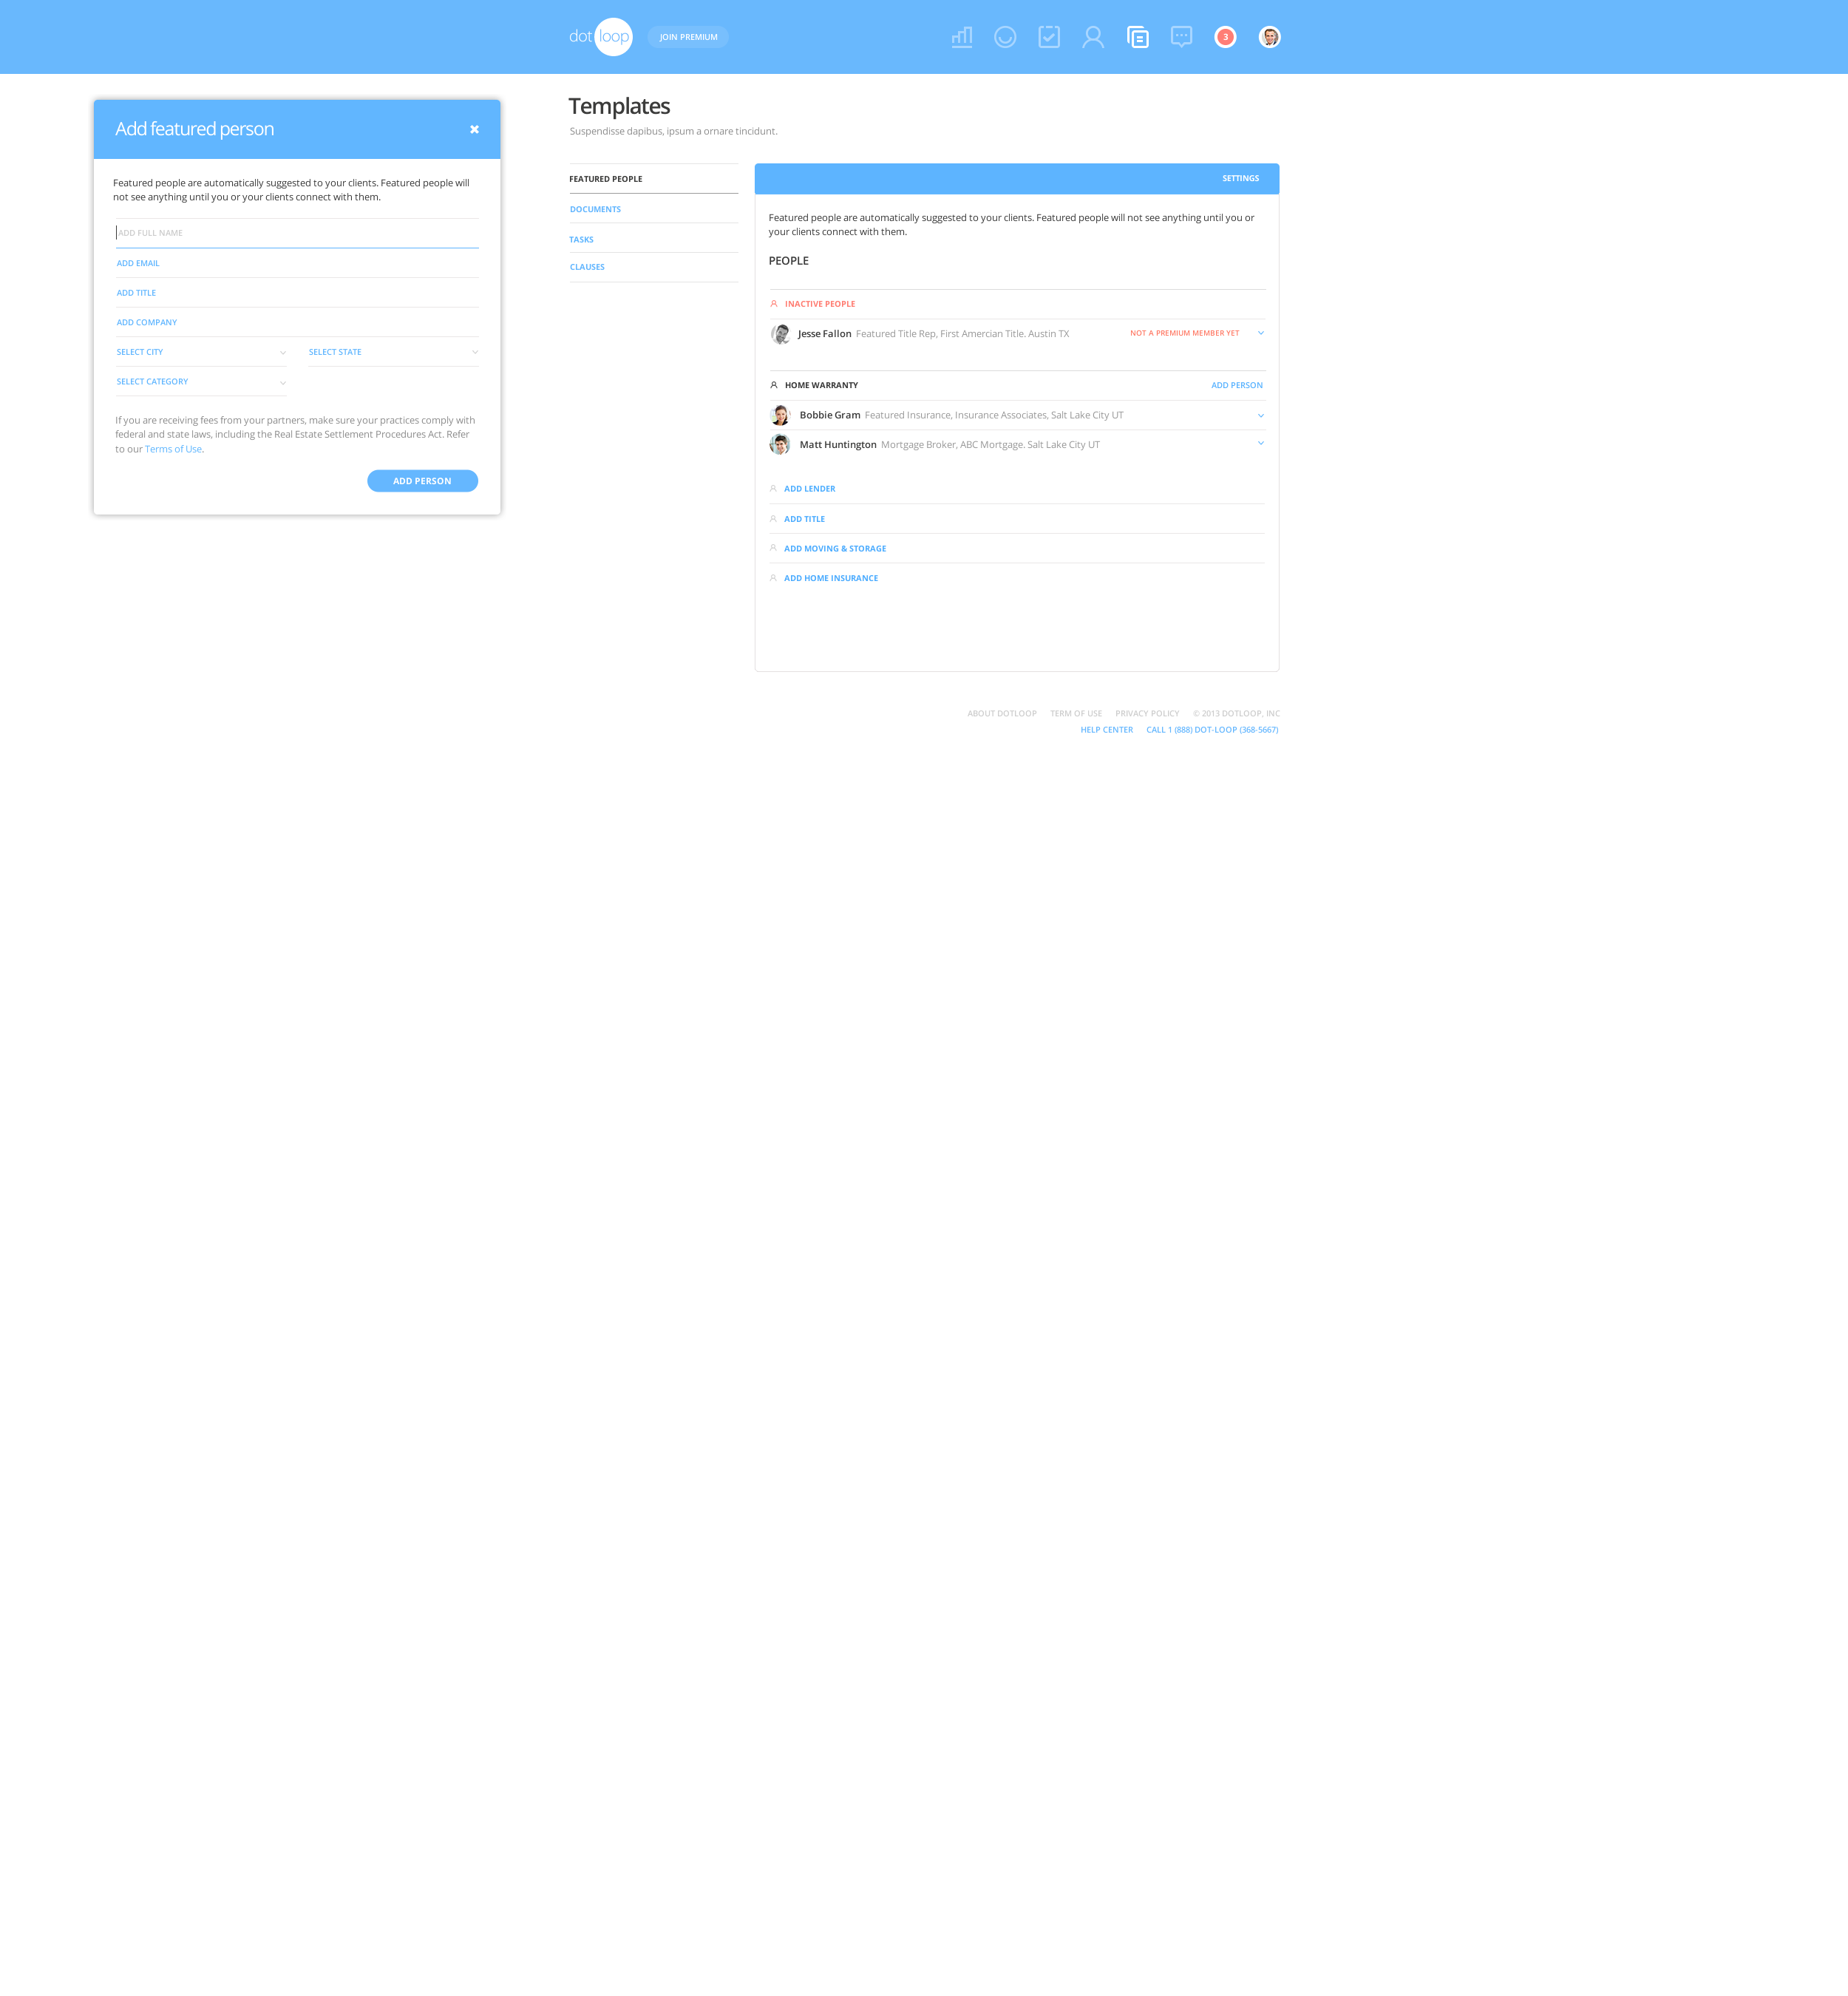 dot loop
JOIN PREMIUM
3
Add featured person
Featured people are automatically suggested to your clients. Featured people will
not see anything until you or your clients connect with them.
ADD FULL NAME
ADD EMAIL
ADD TITLE
ADD COMPANY
SELECT CITY
SELECT STATE
SELECT CATEGORY
If you are receiving fees from your partners, make sure your practices comply with
federal and state laws, including the Real Estate Settlement Procedures Act. Refer
to our Terms of Use.
ADD PERSON
Templates
Suspendisse dapibus, ipsum a ornare tincidunt.
FEATURED PEOPLE
DOCUMENTS
TASKS
CLAUSES
SETTINGS
Featured people are automatically suggested to your clients. Featured people will not see anything until you or
your clients connect with them.
PEOPLE
INACTIVE PEOPLE
Jesse Fallon Featured Title Rep, First Amercian Title. Austin TX NOT A PREMIUM MEMBER YET
HOME WARRANTY ADD PERSON
Bobbie Gram Featured Insurance, Insurance Associates, Salt Lake City UT
Matt Huntington Mortgage Broker, ABC Mortgage. Salt Lake City UT
ADD LENDER
ADD TITLE
ADD MOVING & STORAGE
ADD HOME INSURANCE
ABOUT DOTLOOP TERM OF USE PRIVACY POLICY © 2013 DOTLOOP, INC
HELP CENTER CALL 1 (888) DOT-LOOP (368-5667)